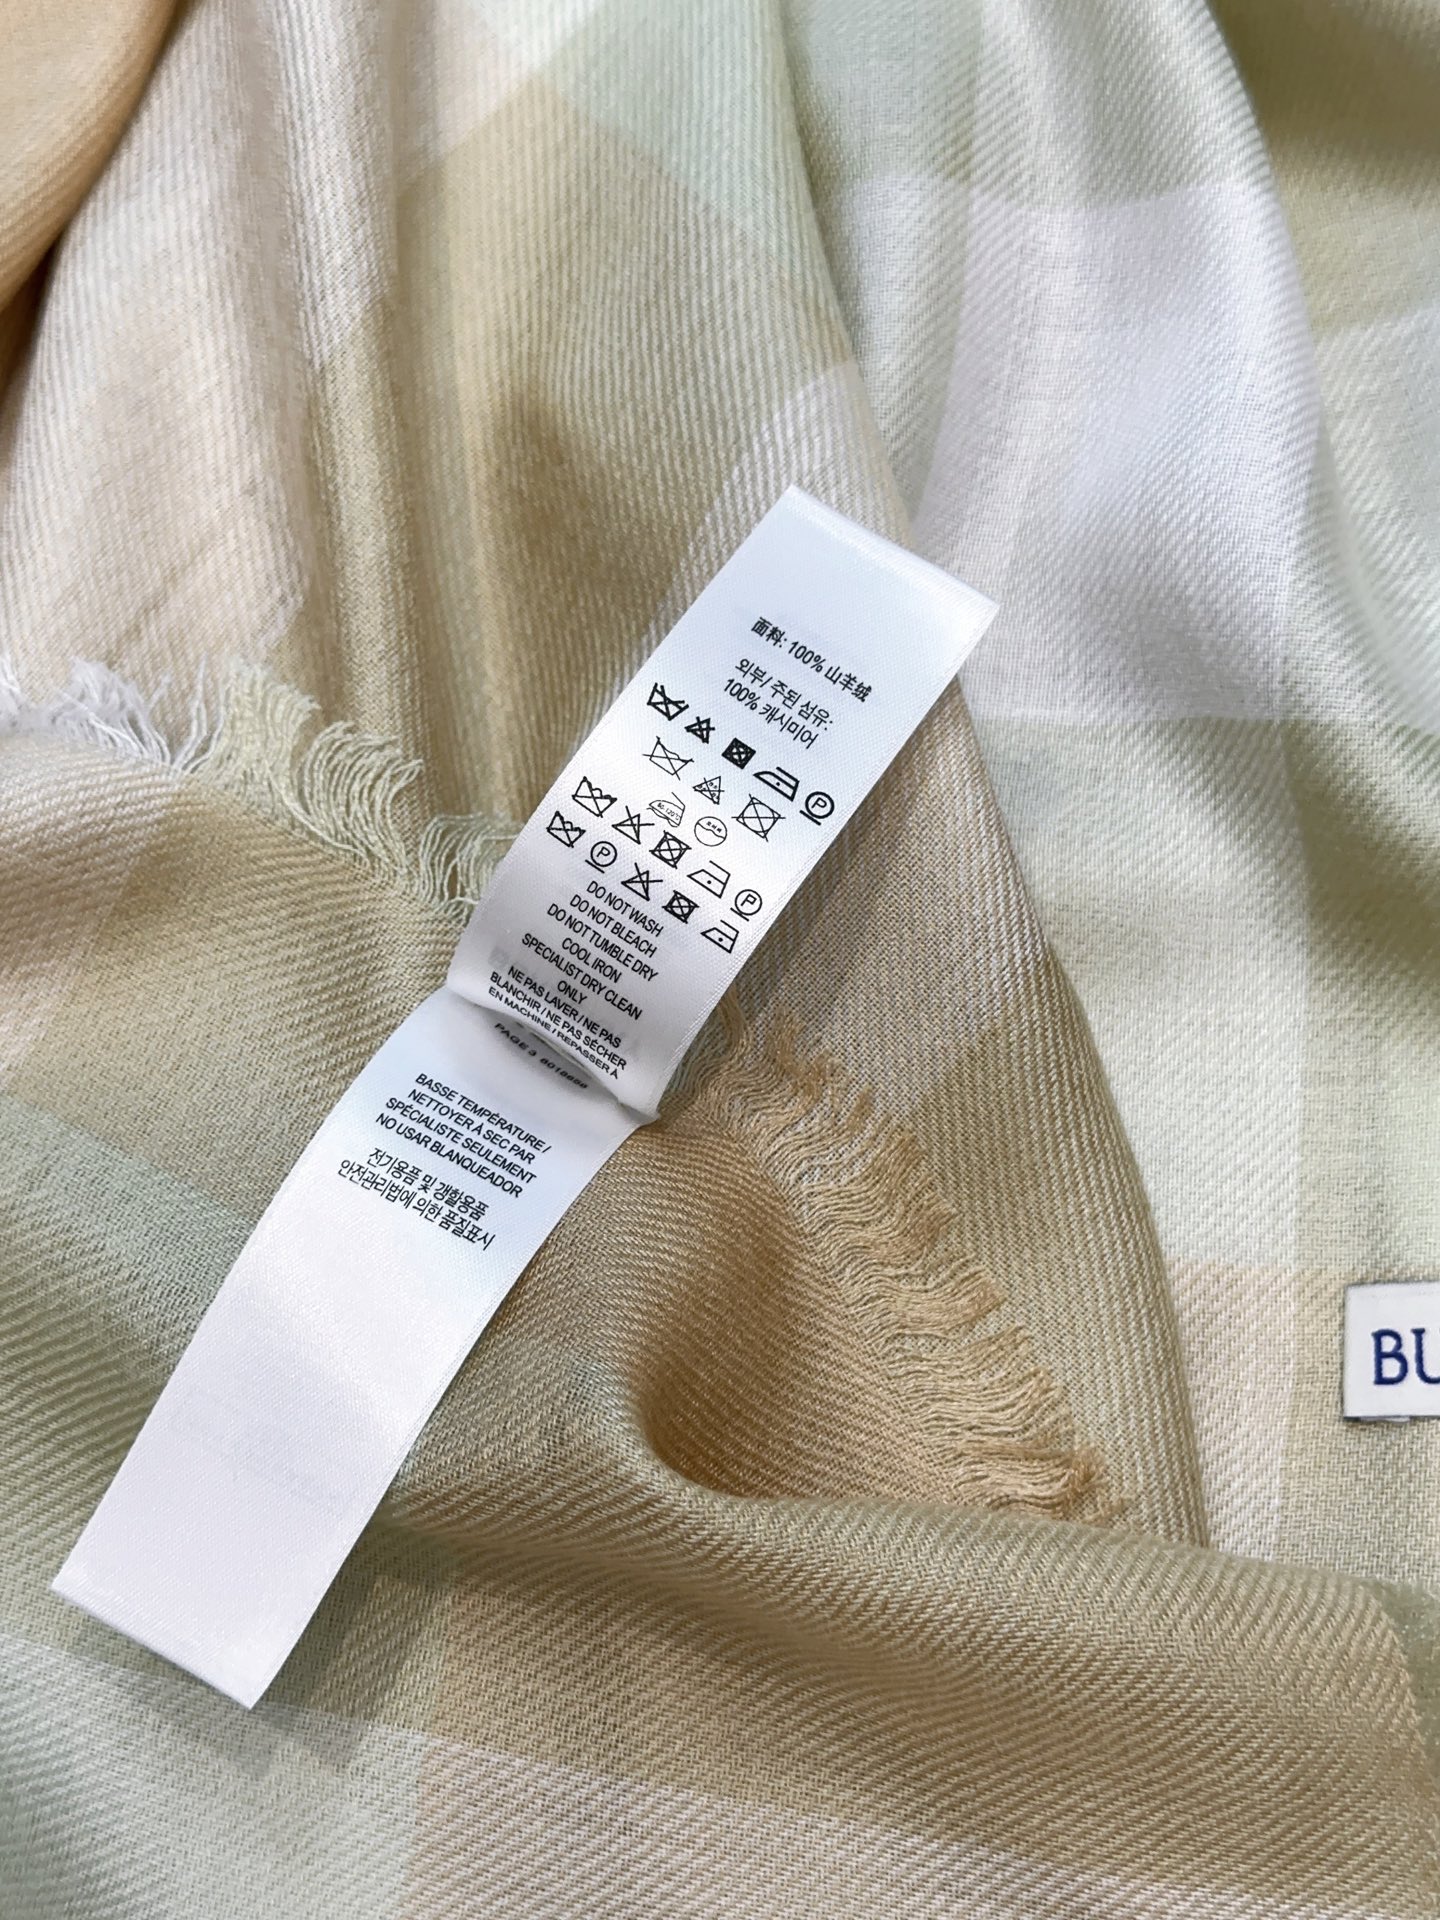 面料: 100% 山羊绒
외부/ 주된 섬유:
100% 캐시미어
DO NOT WASH
DO NOT BLEACH
DO NOT TUMBLE DRY
COOL IRON
SPECIALIST DRY CLEAN
ONLY
NE PAS LAVER / NE PAS
BLANCHIR / NE PAS SÉCHER
EN MACHINE / REPASSER À
PAGE 3
BASSE TEMPÉRATURE /
NETTOYER À SEC PAR
SPÉCIALISTE SEULEMENT
NO USAR BLANQUEADOR
전기용품 및 갱활용품
안전관리법에 의한 품질표시
BU